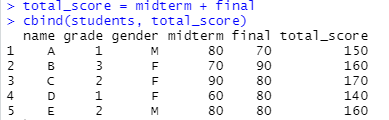 > total_score = midterm + final
> cbind(students, total_score)
  name grade gender midterm final total_score
1    A     1      M      80    70         150
2    B     3      F      70    90         160
3    C     2      F      90    80         170
4    D     1      F      60    80         140
5    E     2      M      80    80         160